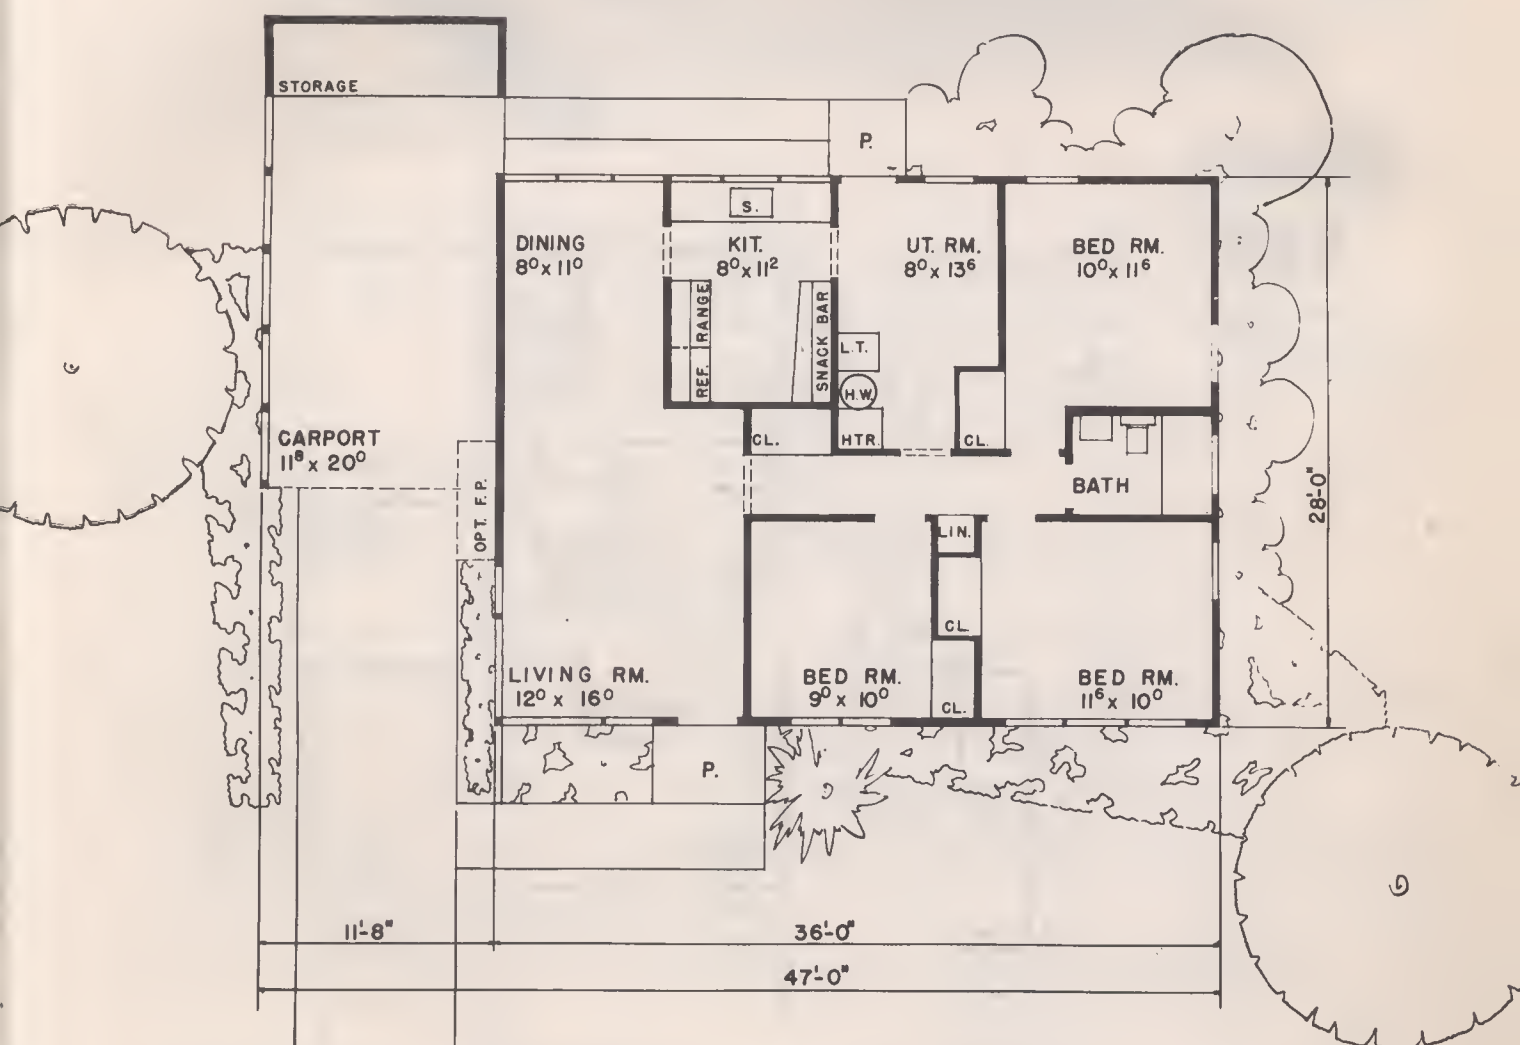 STORAGE
P.
S.
DINING
8⁰ x 11⁰
KIT.
8⁰ x 11²
UT. RM.
8⁰ x 13⁶
BED RM.
10⁰ x 11⁶
RANGE
REF.
SNACK BAR
L.T.
H.W.
HTR.
CL.
CL.
CARPORT
11⁸ x 20⁰
BATH
OPT. F.P.
28'-0"
LIN.
CL.
CL.
LIVING RM.
12⁰ x 16⁰
BED RM.
9⁰ x 10⁰
BED RM.
11⁶ x 10⁰
P.
11'-8"
36'-0"
47'-0"